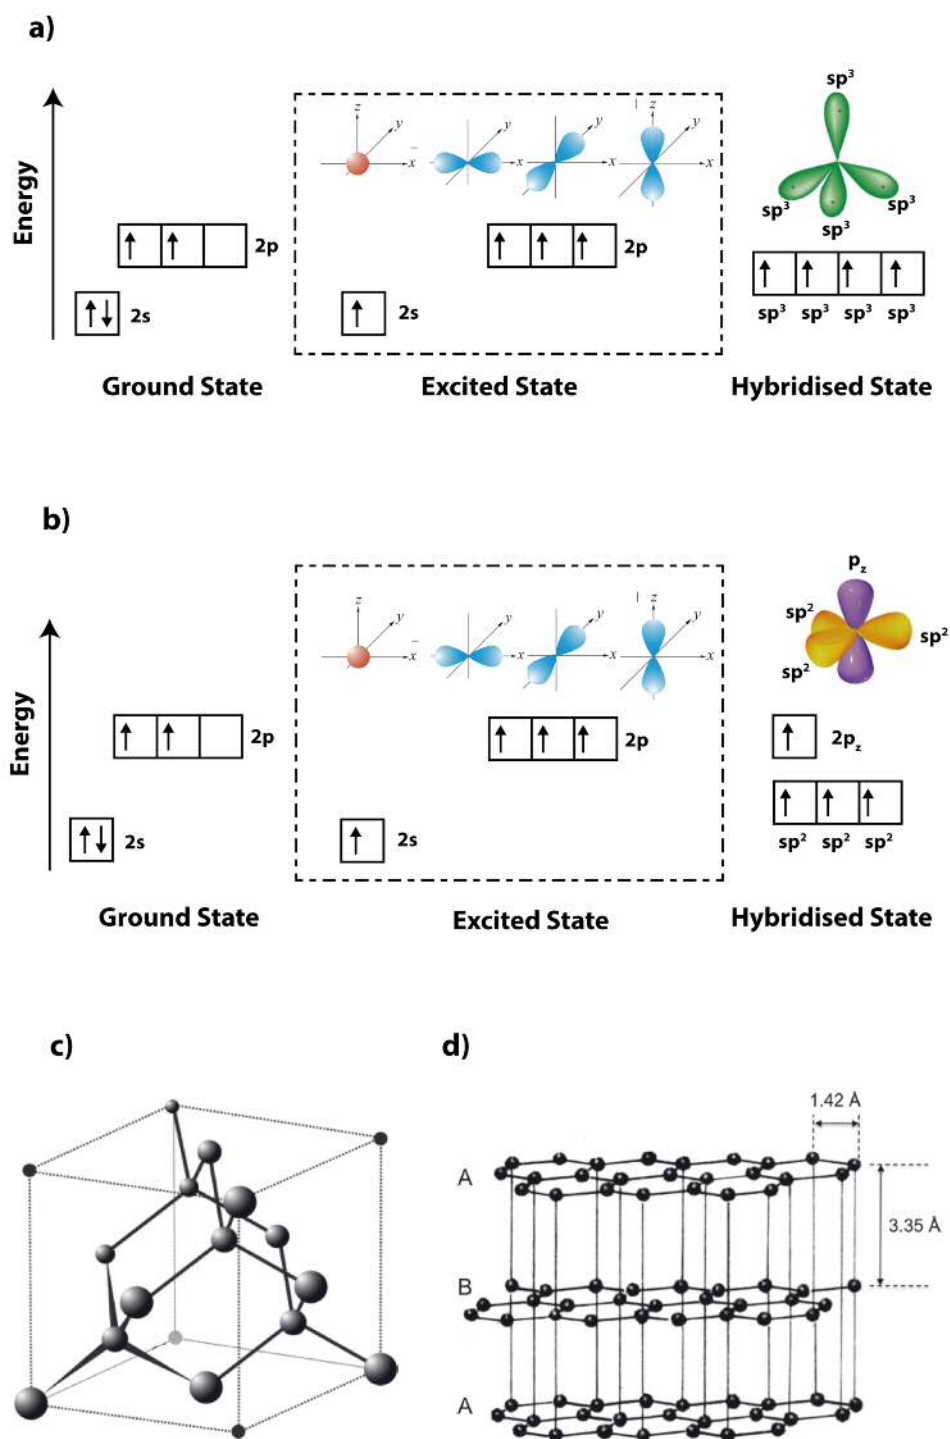 a)
sp³
z
y
x
y
x
y
x
z
y
x
sp³
sp³
sp³
Energy
2p
2p
2s
2s
sp³ sp³ sp³ sp³
Ground State
Excited State
Hybridised State
b)
p_z
sp²
sp²
sp²
z
y
x
y
x
y
x
z
y
x
Energy
2p
2p
2p_z
2s
2s
sp² sp² sp²
Ground State
Excited State
Hybridised State
c)
d)
1.42 Å
A
3.35 Å
B
A